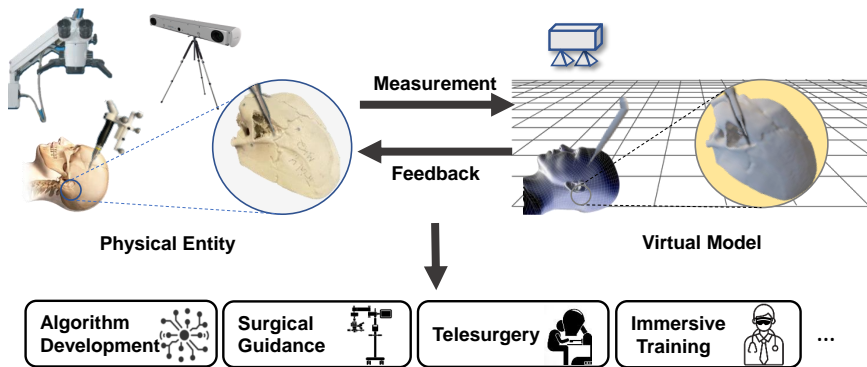 Measurement
Feedback
Physical Entity
Virtual Model
Algorithm
Development
Surgical
Guidance
Telesurgery
Immersive
Training
...